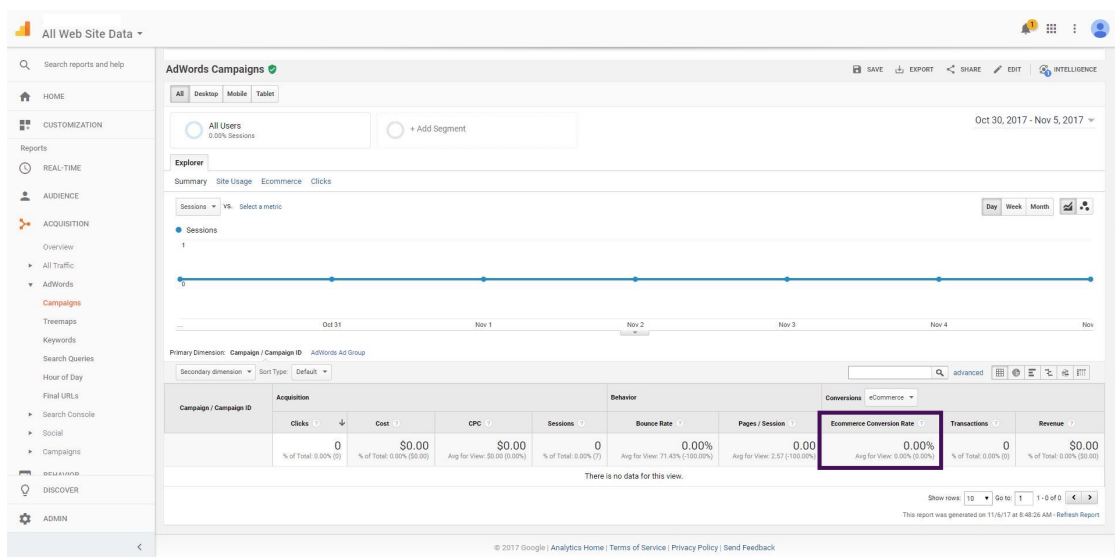 All Web Site Data
1
Search reports and help
HOME
CUSTOMIZATION
Reports
REAL-TIME
AUDIENCE
ACQUISITION
Overview
All Traffic
AdWords
Campaigns
Treemaps
Keywords
Search Queries
Hour of Day
Final URLs
Search Console
Social
Campaigns
BEHAVIOR
DISCOVER
ADMIN
AdWords Campaigns
SAVE EXPORT SHARE EDIT INTELLIGENCE
All Desktop Mobile Tablet
All Users
0.00% Sessions
+ Add Segment
Oct 30, 2017 - Nov 5, 2017
Explorer
Summary Site Usage Ecommerce Clicks
Sessions VS. Select a metric
Day Week Month
Sessions
1
0
... Oct 31 Nov 1 Nov 2 Nov 3 Nov 4 Nov
Primary Dimension: Campaign / Campaign ID AdWords Ad Group
Secondary dimension Sort Type: Default
advanced
Campaign / Campaign ID Acquisition Behavior Conversions eCommerce
Clicks ? Cost ? CPC ? Sessions ? Bounce Rate ? Pages / Session ? Ecommerce Conversion Rate ? Transactions ? Revenue ?
0 $0.00 $0.00 0 0.00% 0.00 0.00% 0 $0.00
% of Total: 0.00% (0) % of Total: 0.00% ($0.00) Avg for View: $0.00 (0.00%) % of Total: 0.00% (7) Avg for View: 71.43% (-100.00%) Avg for View: 2.57 (-100.00%) Avg for View: 0.00% (0.00%) % of Total: 0.00% (0) % of Total: 0.00% ($0.00)
There is no data for this view.
Show rows: 10 Go to: 1 1 - 0 of 0
This report was generated on 11/6/17 at 8:48:26 AM - Refresh Report
© 2017 Google | Analytics Home | Terms of Service | Privacy Policy | Send Feedback